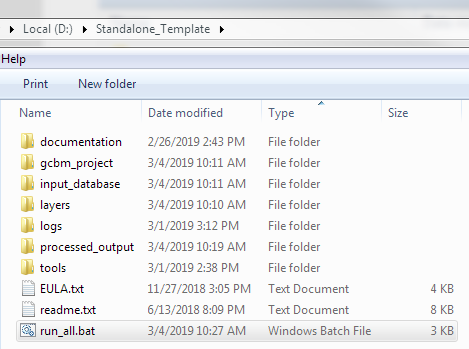 Local (D:) Standalone_Template
Help
Print New folder
Name Date modified Type Size
documentation 2/26/2019 2:43 PM File folder
gcbm_project 3/4/2019 10:11 AM File folder
input_database 3/4/2019 10:11 AM File folder
layers 3/4/2019 10:10 AM File folder
logs 3/1/2019 3:12 PM File folder
processed_output 3/4/2019 10:19 AM File folder
tools 3/1/2019 2:38 PM File folder
EULA.txt 11/27/2018 3:05 PM Text Document 4 KB
readme.txt 6/13/2018 8:09 PM Text Document 8 KB
run_all.bat 3/4/2019 10:27 AM Windows Batch File 3 KB